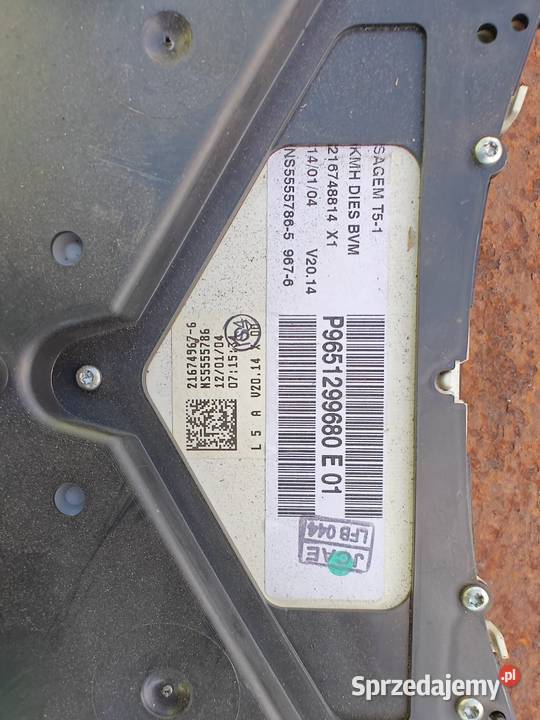 SAGEM T5-1
KMH DIES BVM
216748814 X1
14/01/04 V20.14
NS5555786-5 967-6
P9651299680 E 01
21674967-6
NS5555786
12/01/04
07:15:
L 5 A V20.14
JCAE
LFB 044
Sprzedajemy.pl